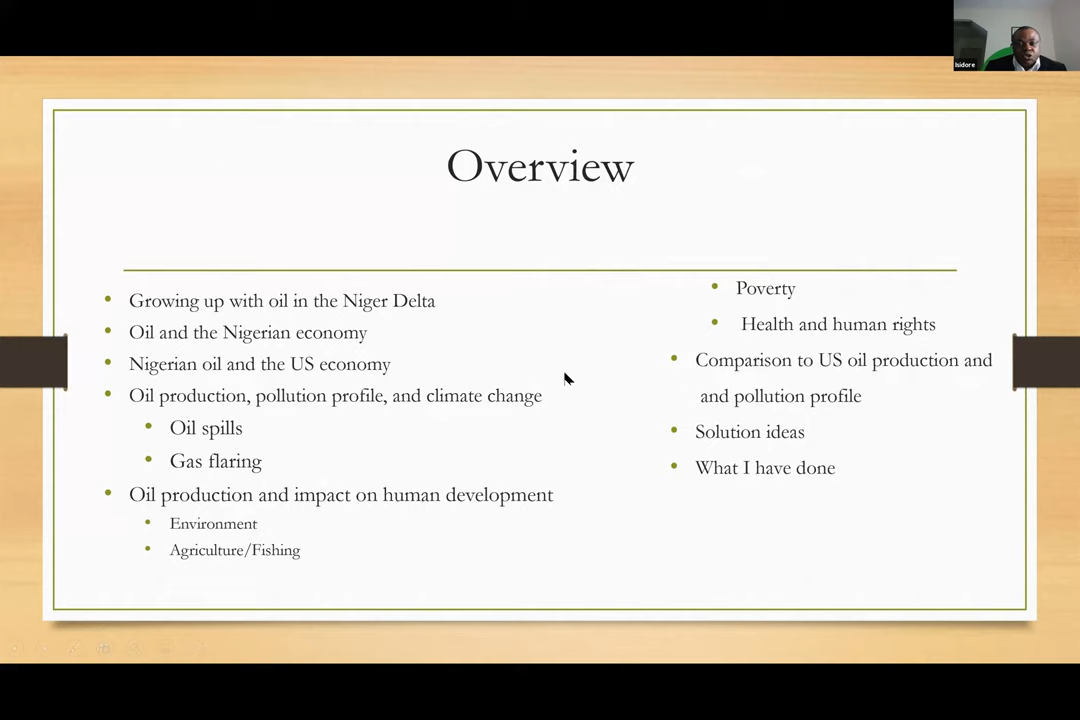 Isidore
Overview
Growing up with oil in the Niger Delta
Oil and the Nigerian economy
Nigerian oil and the US economy
Oil production, pollution profile, and climate change
Oil spills
Gas flaring
Oil production and impact on human development
Environment
Agriculture/Fishing
Poverty
Health and human rights
Comparison to US oil production and
and pollution profile
Solution ideas
What I have done